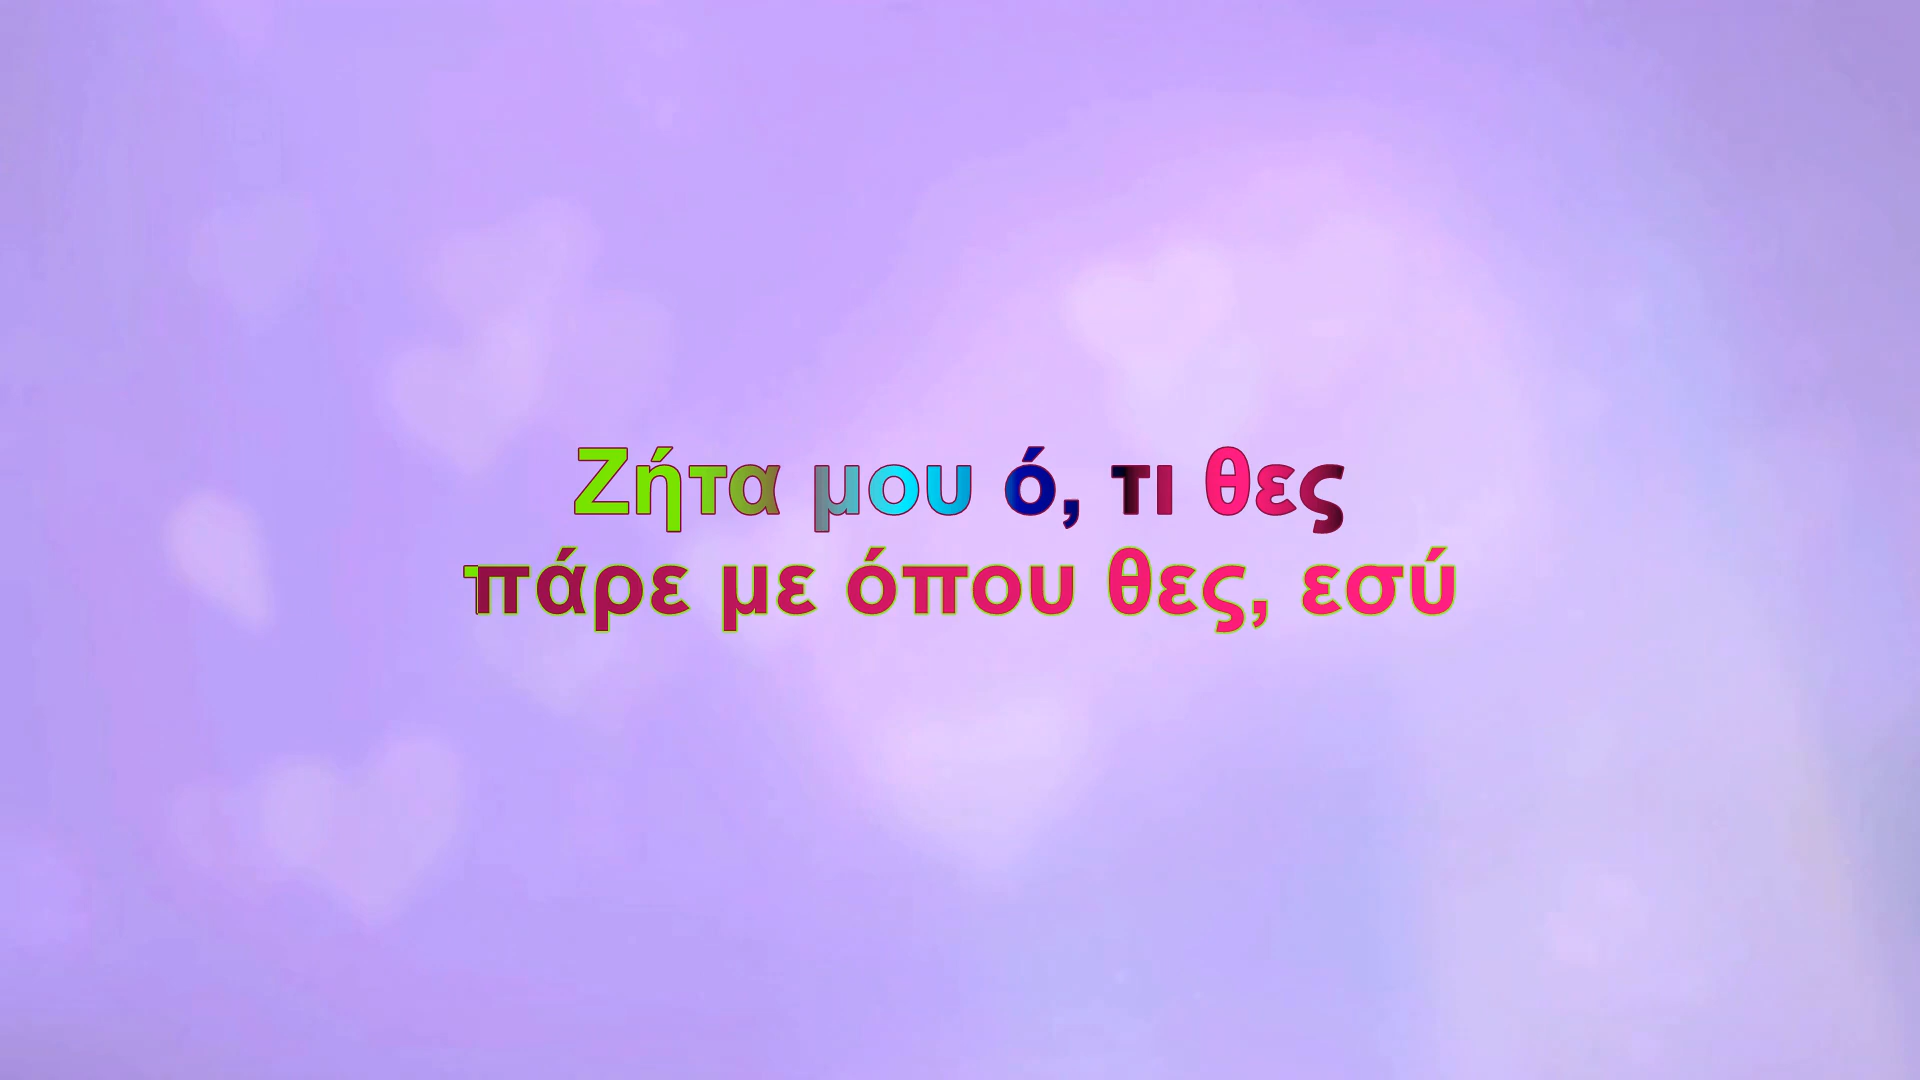 Ζήτα μου ό, τι θες
πάρε με όπου θες, εσύ